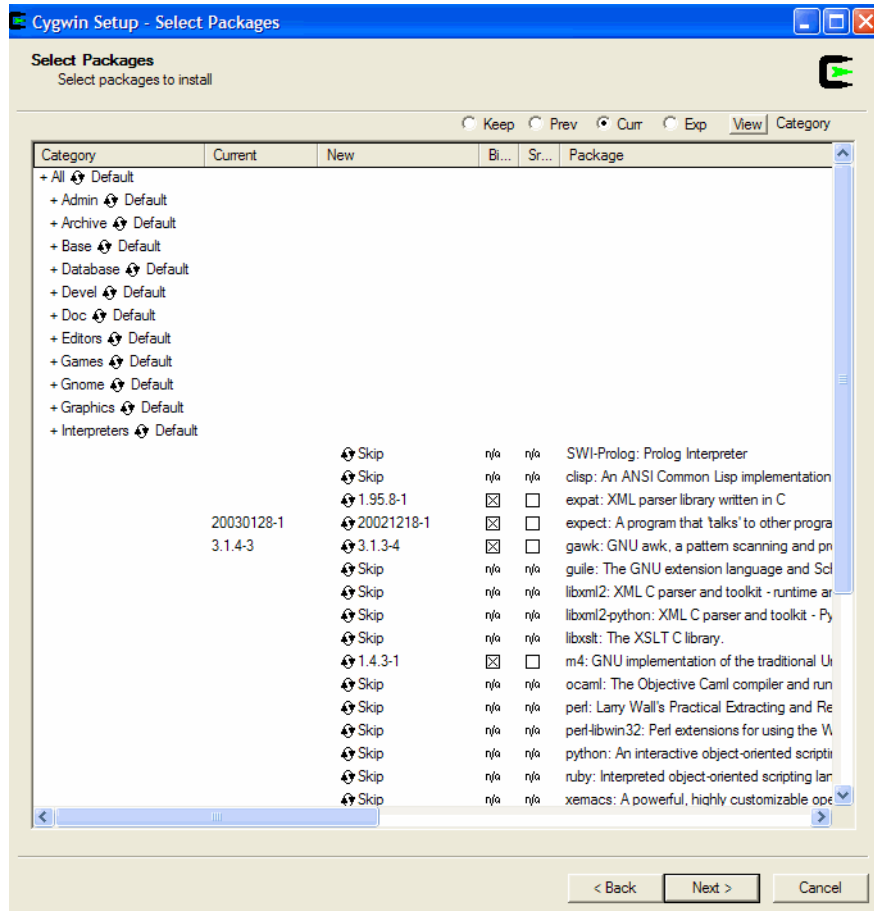 Cygwin Setup - Select Packages
Select Packages
Select packages to install
Keep Prev Curr Exp View Category
Category Current New Bi... Sr... Package
+ All Default
+ Admin Default
+ Archive Default
+ Base Default
+ Database Default
+ Devel Default
+ Doc Default
+ Editors Default
+ Games Default
+ Gnome Default
+ Graphics Default
+ Interpreters Default
Skip n/a n/a SWI-Prolog: Prolog Interpreter
Skip n/a n/a clisp: An ANSI Common Lisp implementation
1.95.8-1 expat: XML parser library written in C
20030128-1 20021218-1 expect: A program that 'talks' to other progra
3.1.4-3 3.1.3-4 gawk: GNU awk, a pattern scanning and pro
Skip n/a n/a guile: The GNU extension language and Sch
Skip n/a n/a libxml2: XML C parser and toolkit - runtime an
Skip n/a n/a libxml2-python: XML C parser and toolkit - Py
Skip n/a n/a libxslt: The XSLT C library.
1.4.3-1 m4: GNU implementation of the traditional Un
Skip n/a n/a ocaml: The Objective Caml compiler and run
Skip n/a n/a perl: Larry Wall's Practical Extracting and Re
Skip n/a n/a perl-libwin32: Perl extensions for using the W
Skip n/a n/a python: An interactive object-oriented scriptin
Skip n/a n/a ruby: Interpreted object-oriented scripting lan
Skip n/a n/a xemacs: A powerful, highly customizable ope
< Back Next > Cancel